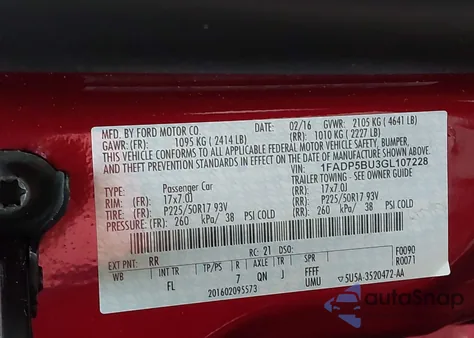 MFD. BY FORD MOTOR CO. DATE: 02/16 GVWR: 2105 KG ( 4641 LB)
GAWR: (FR): 1095 KG ( 2414 LB) (RR): 1010 KG ( 2227 LB)
THIS VEHICLE CONFORMS TO ALL APPLICABLE TRAILER TOWING - SEE OWNER GUIDE
FEDERAL MOTOR VEHICLE SAFETY, BUMPER,
AND THEFT PREVENTION STANDARDS IN EFFECT ON THE DATE OF MANUFACTURE SHOWN ABOVE.
VIN: 1FADP5BU3GL107228
TYPE: Passenger Car
RIM: (FR): 17x7.0J (RR): 17x7.0J
TIRE: (FR): P225/50R17 93V (RR): P225/50R17 93V
PRESSURE: (FR): 260 kPa/ 38 PSI COLD (RR): 260 kPa/ 38 PSI COLD
EXT PNT: RR RC: 21 DSO: F0090
WB INT TR TP/PS R AXLE TR SPR R0071
FL 7 QN J FFFF
UMU
201602095573 5U5A-3520472-AA
autoSnap